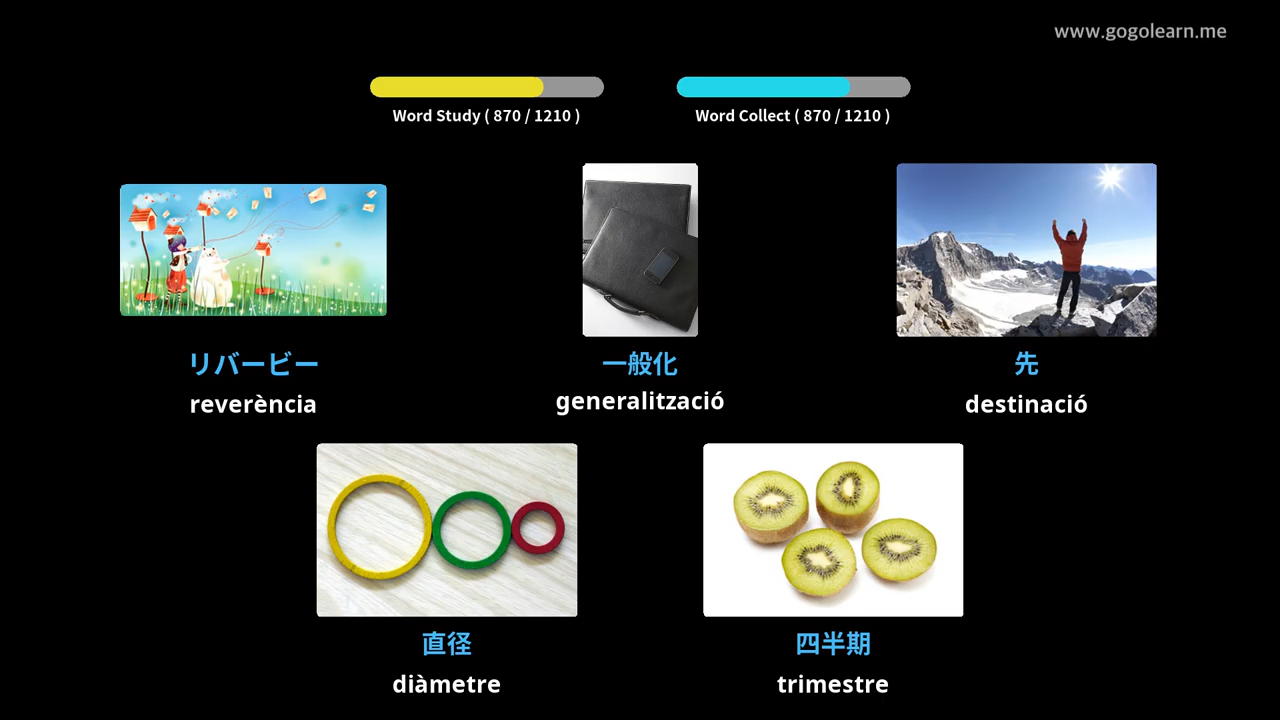 www.gogolearn.me
Word Study ( 870 / 1210 )
Word Collect ( 870 / 1210 )
リバービー
一般化
先
reverència
generalització
destinació
直径
四半期
diàmetre
trimestre